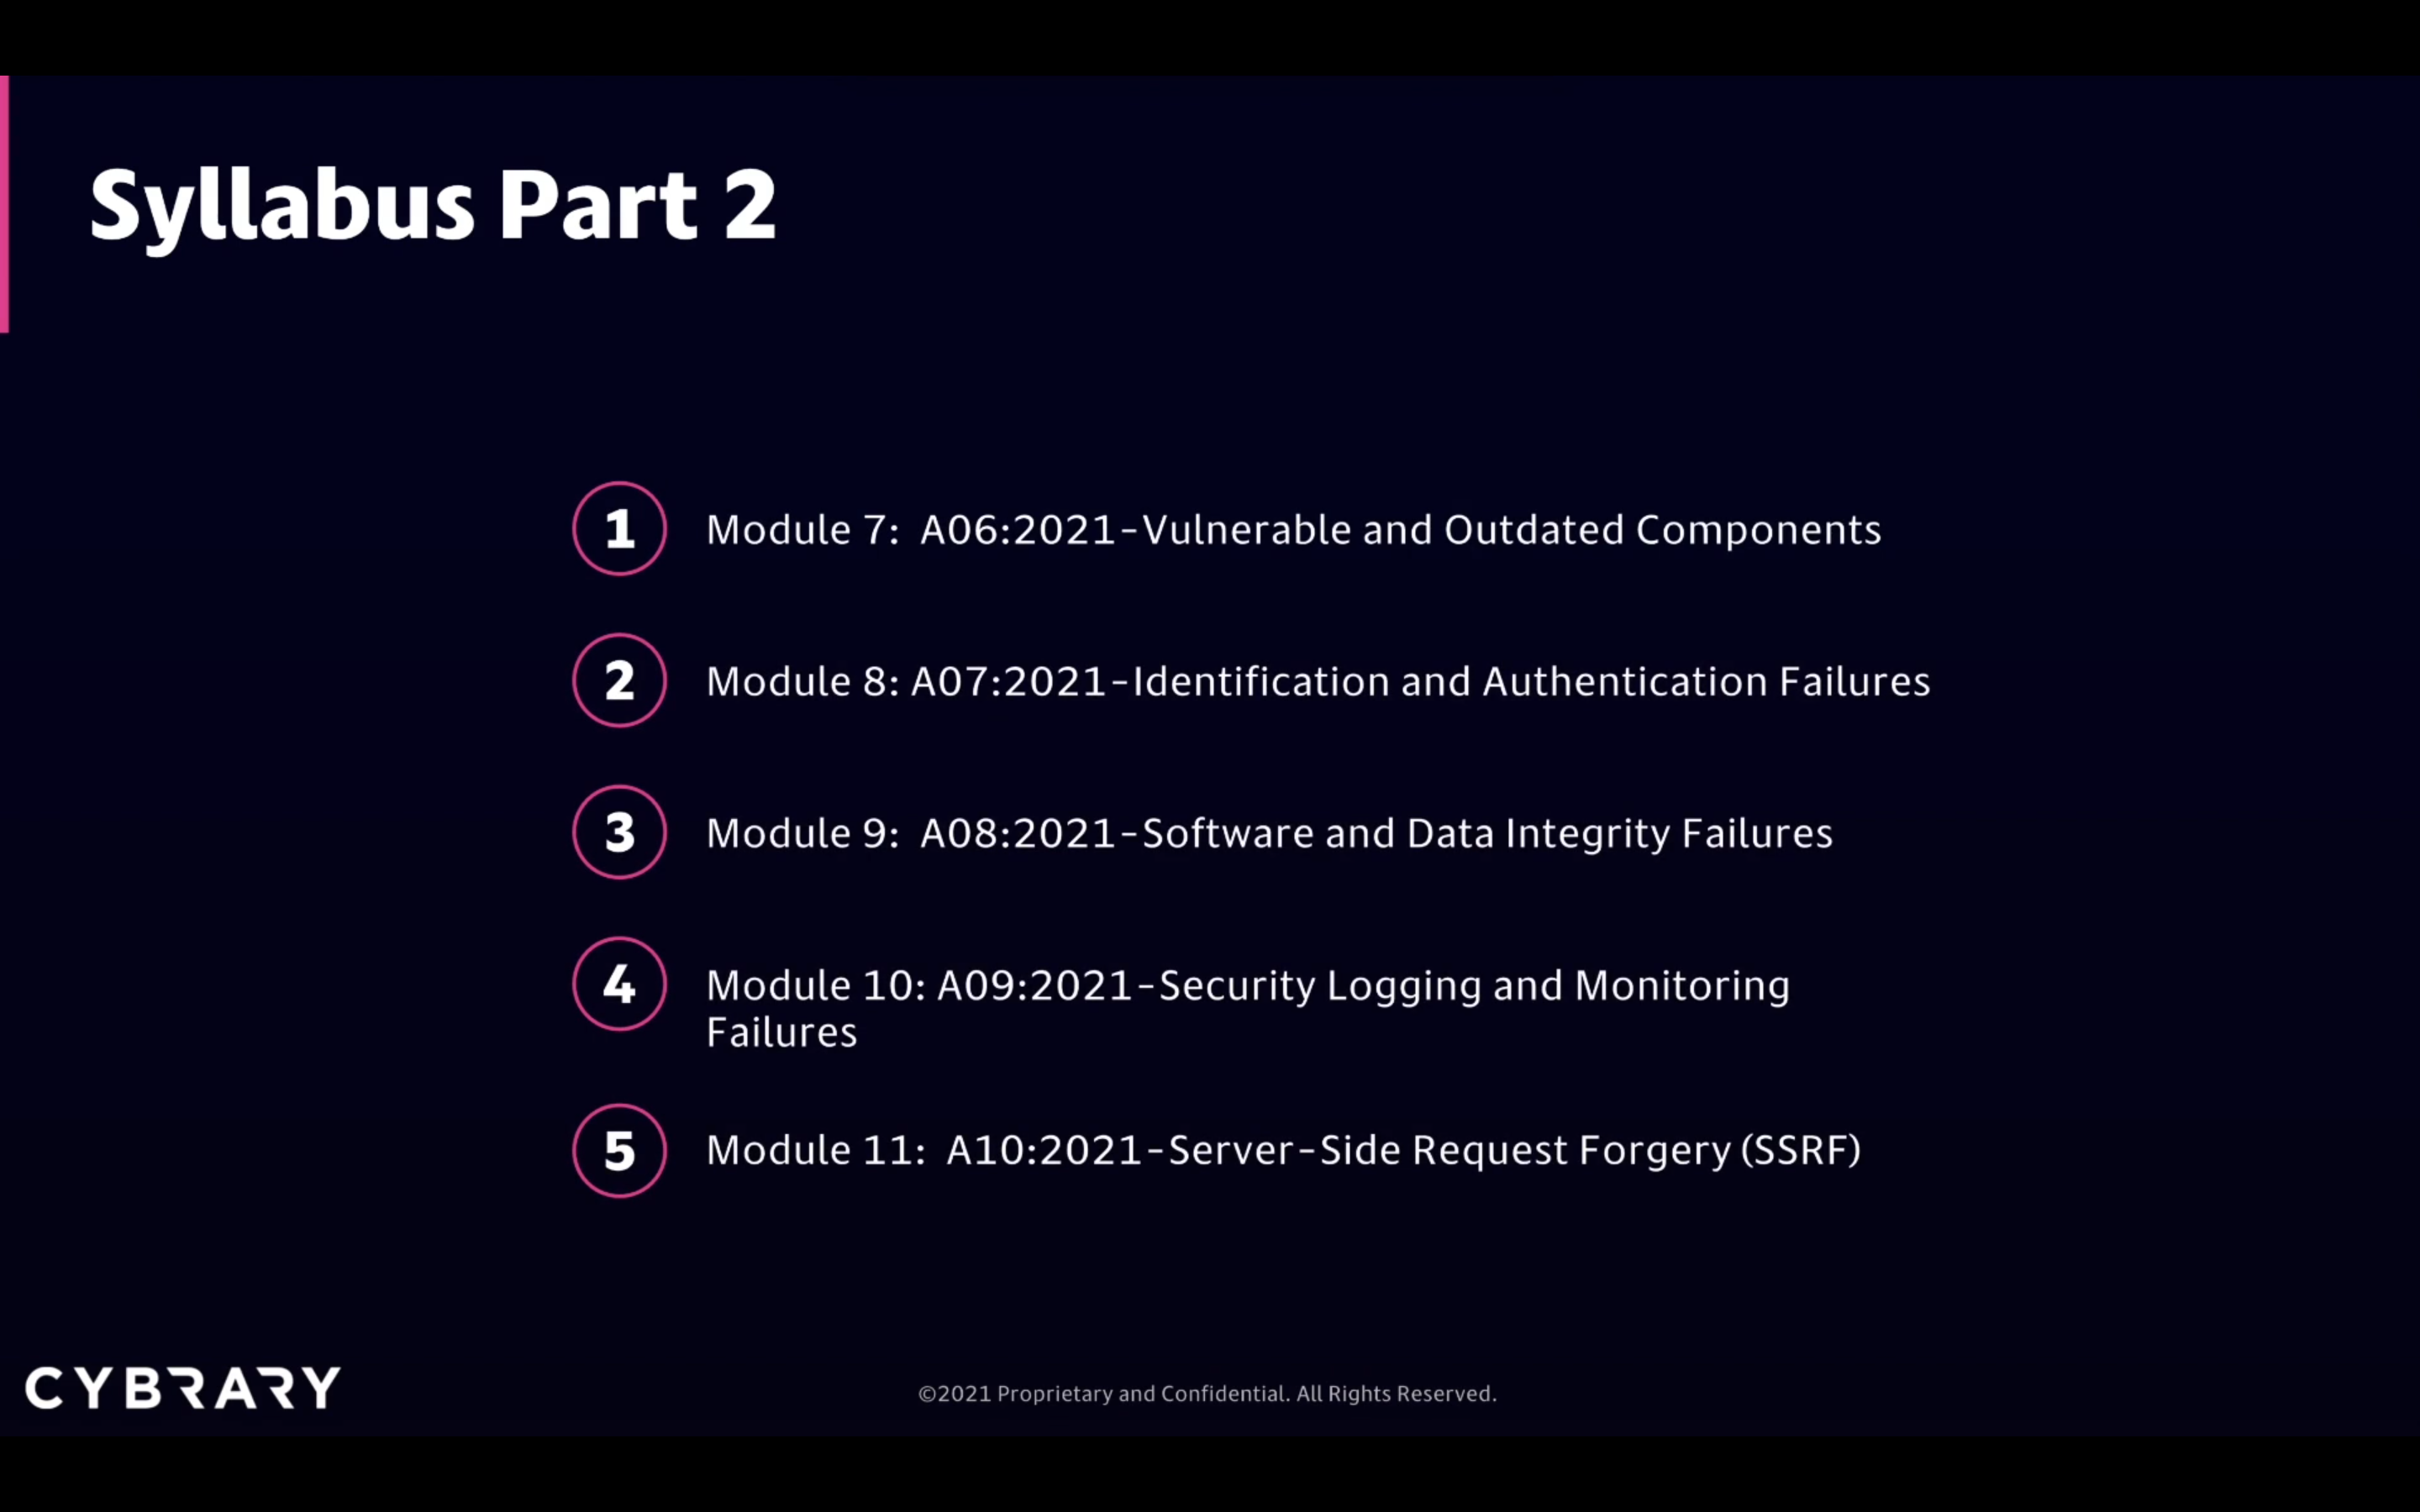 Syllabus Part 2
1 Module 7:  A06:2021-Vulnerable and Outdated Components
2 Module 8: A07:2021-Identification and Authentication Failures
3 Module 9:  A08:2021-Software and Data Integrity Failures
4 Module 10: A09:2021-Security Logging and Monitoring
Failures
5 Module 11:  A10:2021-Server-Side Request Forgery (SSRF)
CYBRARY
©2021 Proprietary and Confidential. All Rights Reserved.